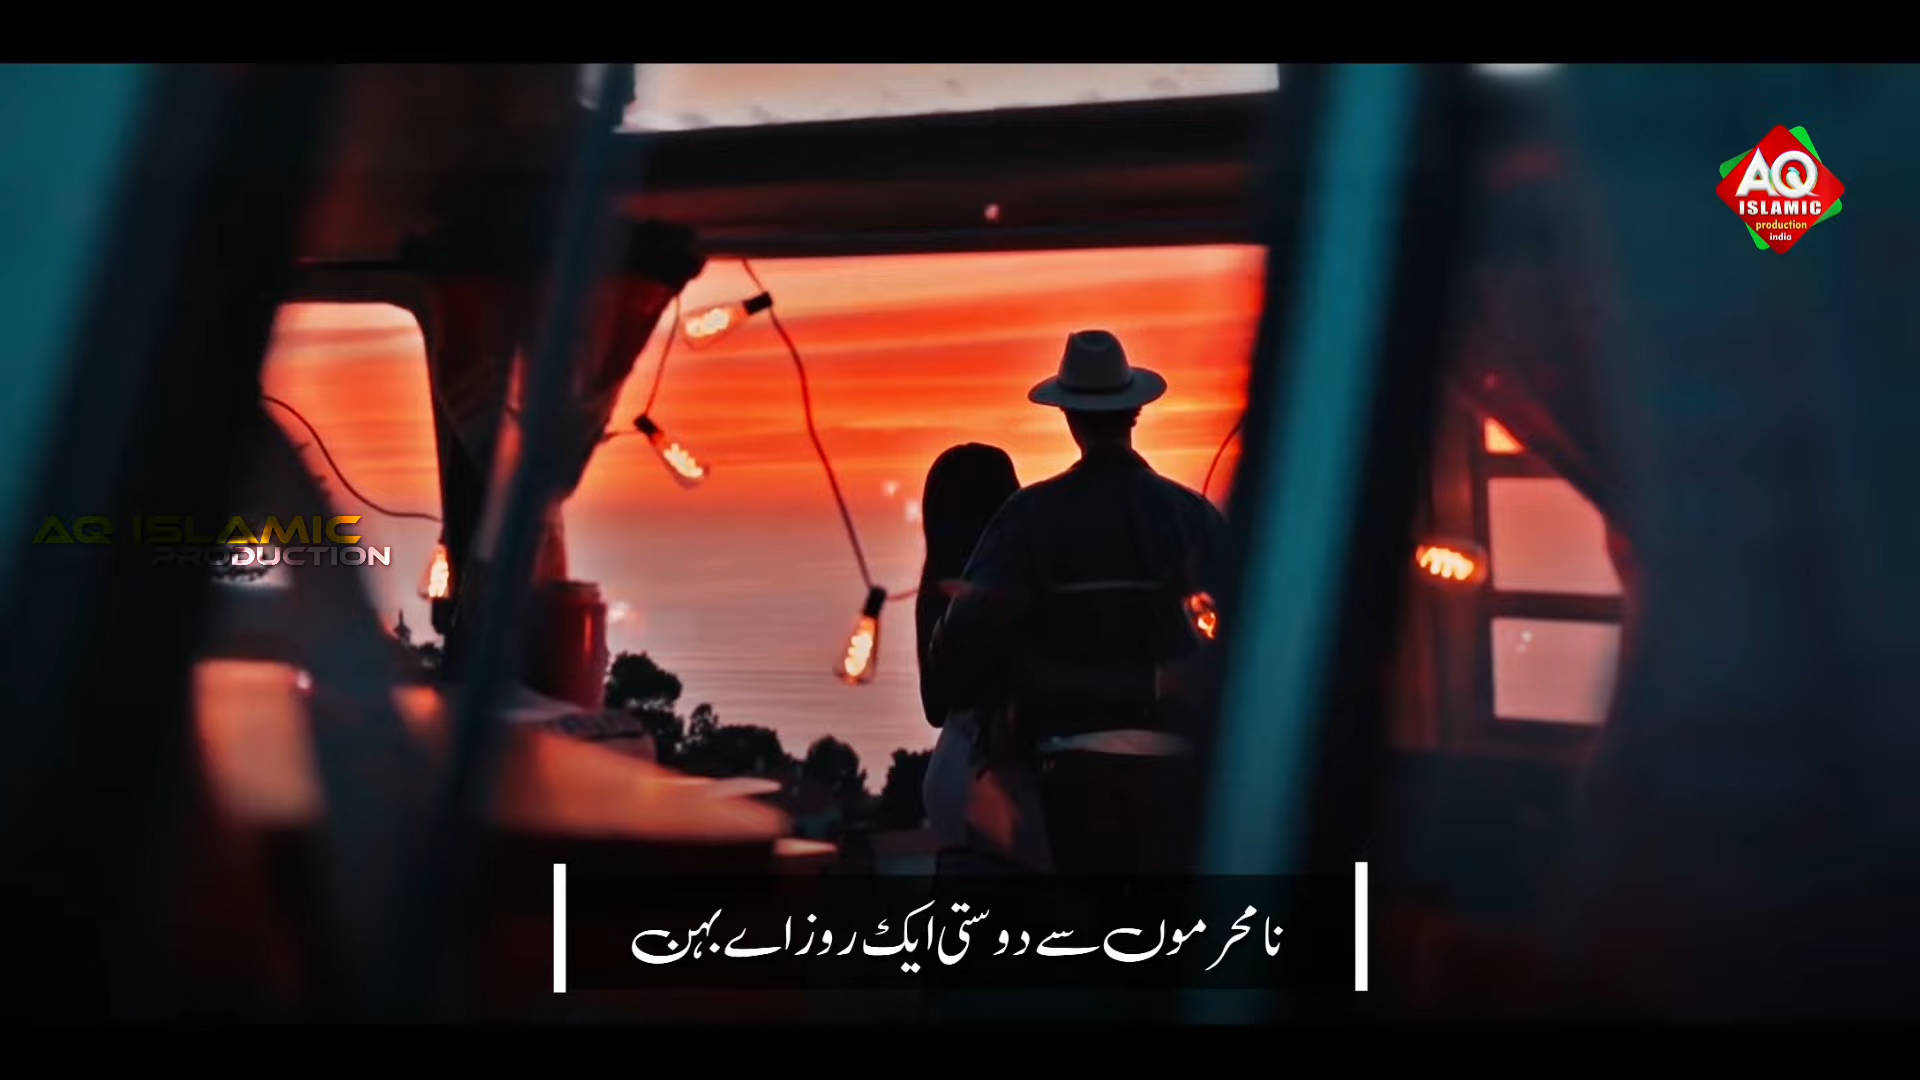 AQ
ISLAMIC
production
india
AQ ISLAMIC
PRODUCTION
نامحرموں سے دوستی ایک روز اے بہن